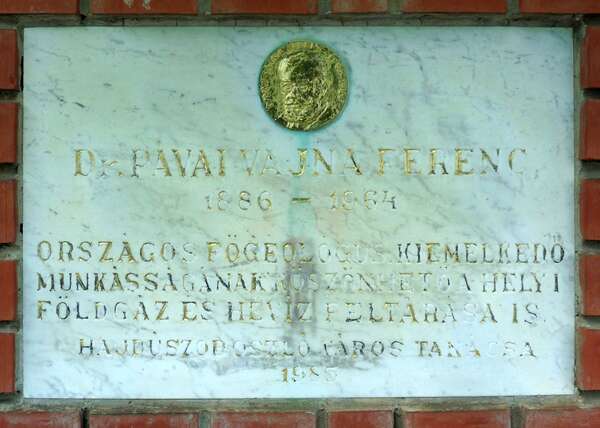 Dr. PÁVAI VAJNA FERENC
1886 – 1964
ORSZÁGOS FŐGEOLÓGUS KIEMELKEDŐ
MUNKÁSSÁGÁNAK KÖSZÖNHETŐ A HELYI
FÖLDGÁZ ÉS HÉVÍZ FELTÁRÁSA IS.
HAJDÚSZOBOSZLÓ VÁROS TANÁCSA